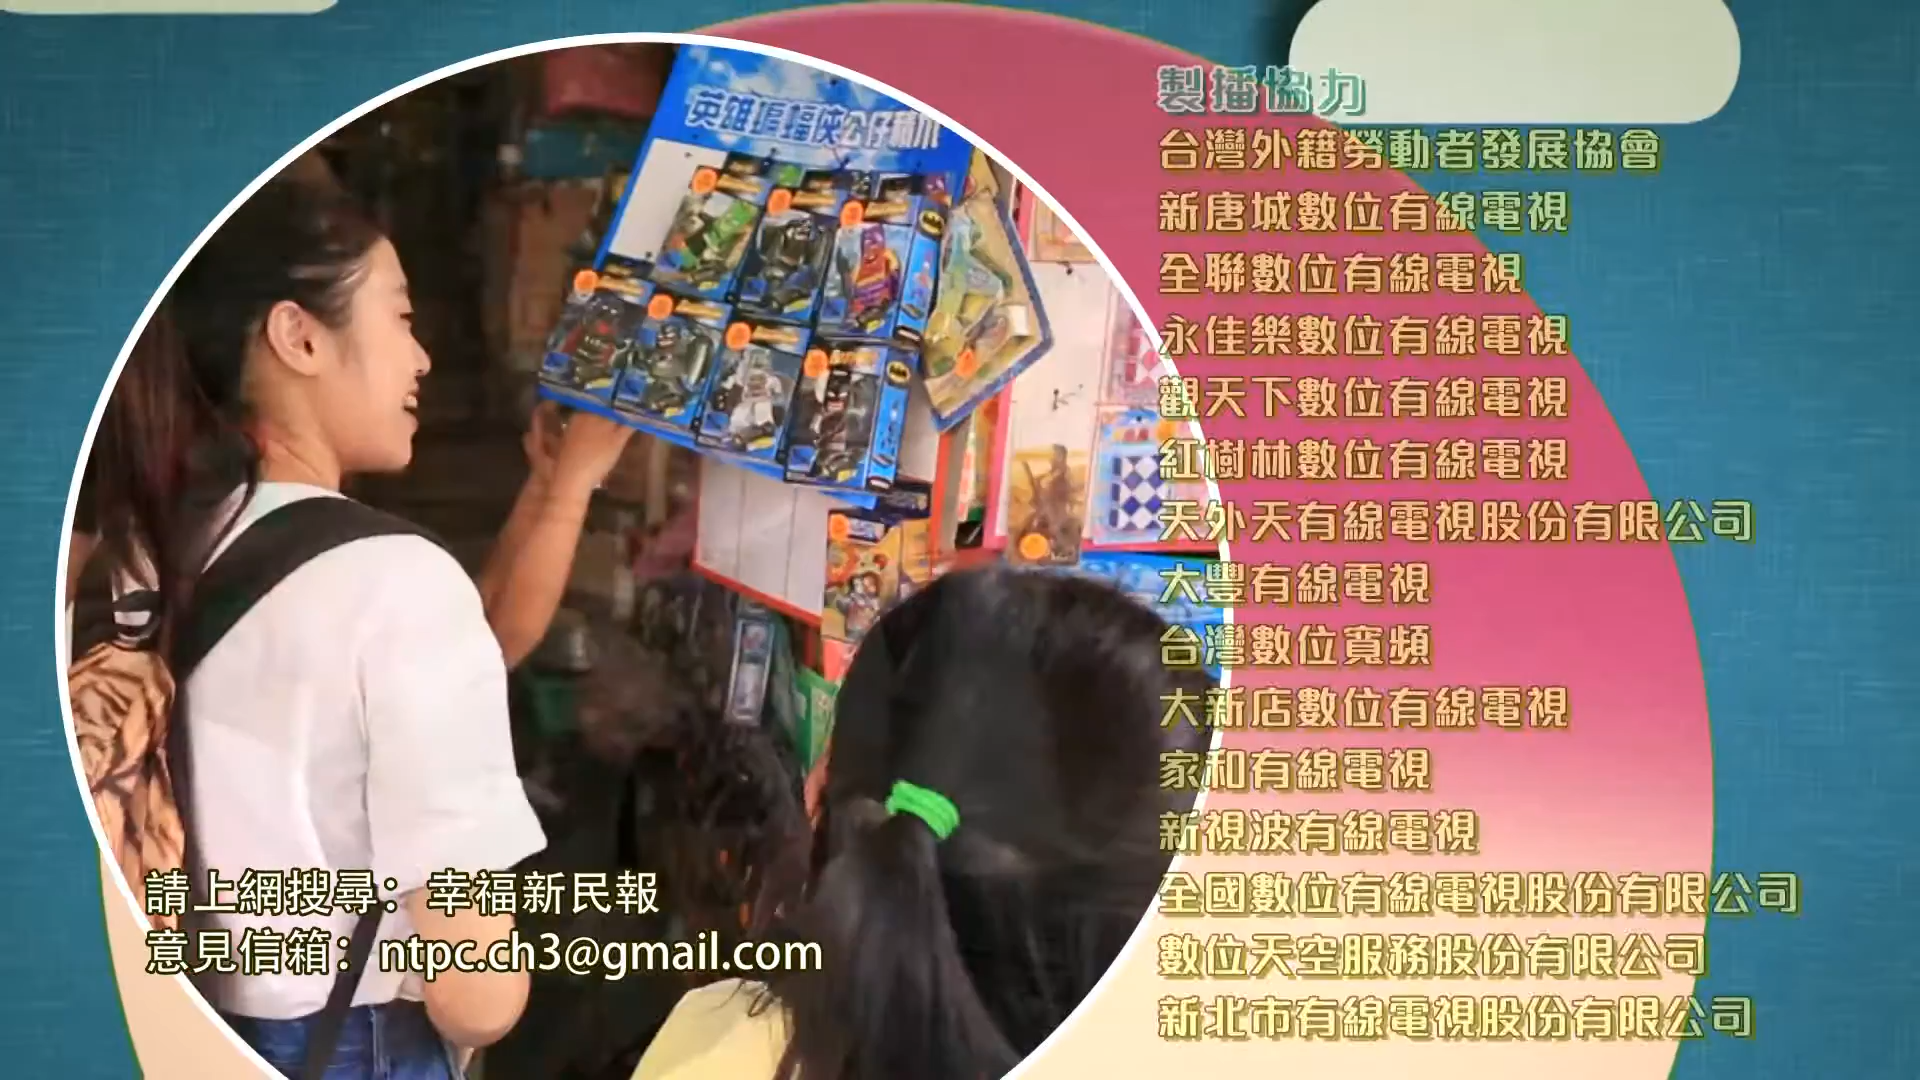 英雄蝙蝠俠公仔積木
製播協力
台灣外籍勞動者發展協會
新唐城數位有線電視
全聯數位有線電視
永佳樂數位有線電視
觀天下數位有線電視
紅樹林數位有線電視
天外天有線電視股份有限公司
大豐有線電視
台灣數位寬頻
大新店數位有線電視
家和有線電視
新視波有線電視
全國數位有線電視股份有限公司
數位天空服務股份有限公司
新北市有線電視股份有限公司
請上網搜尋：幸福新民報
意見信箱：ntpc.ch3@gmail.com